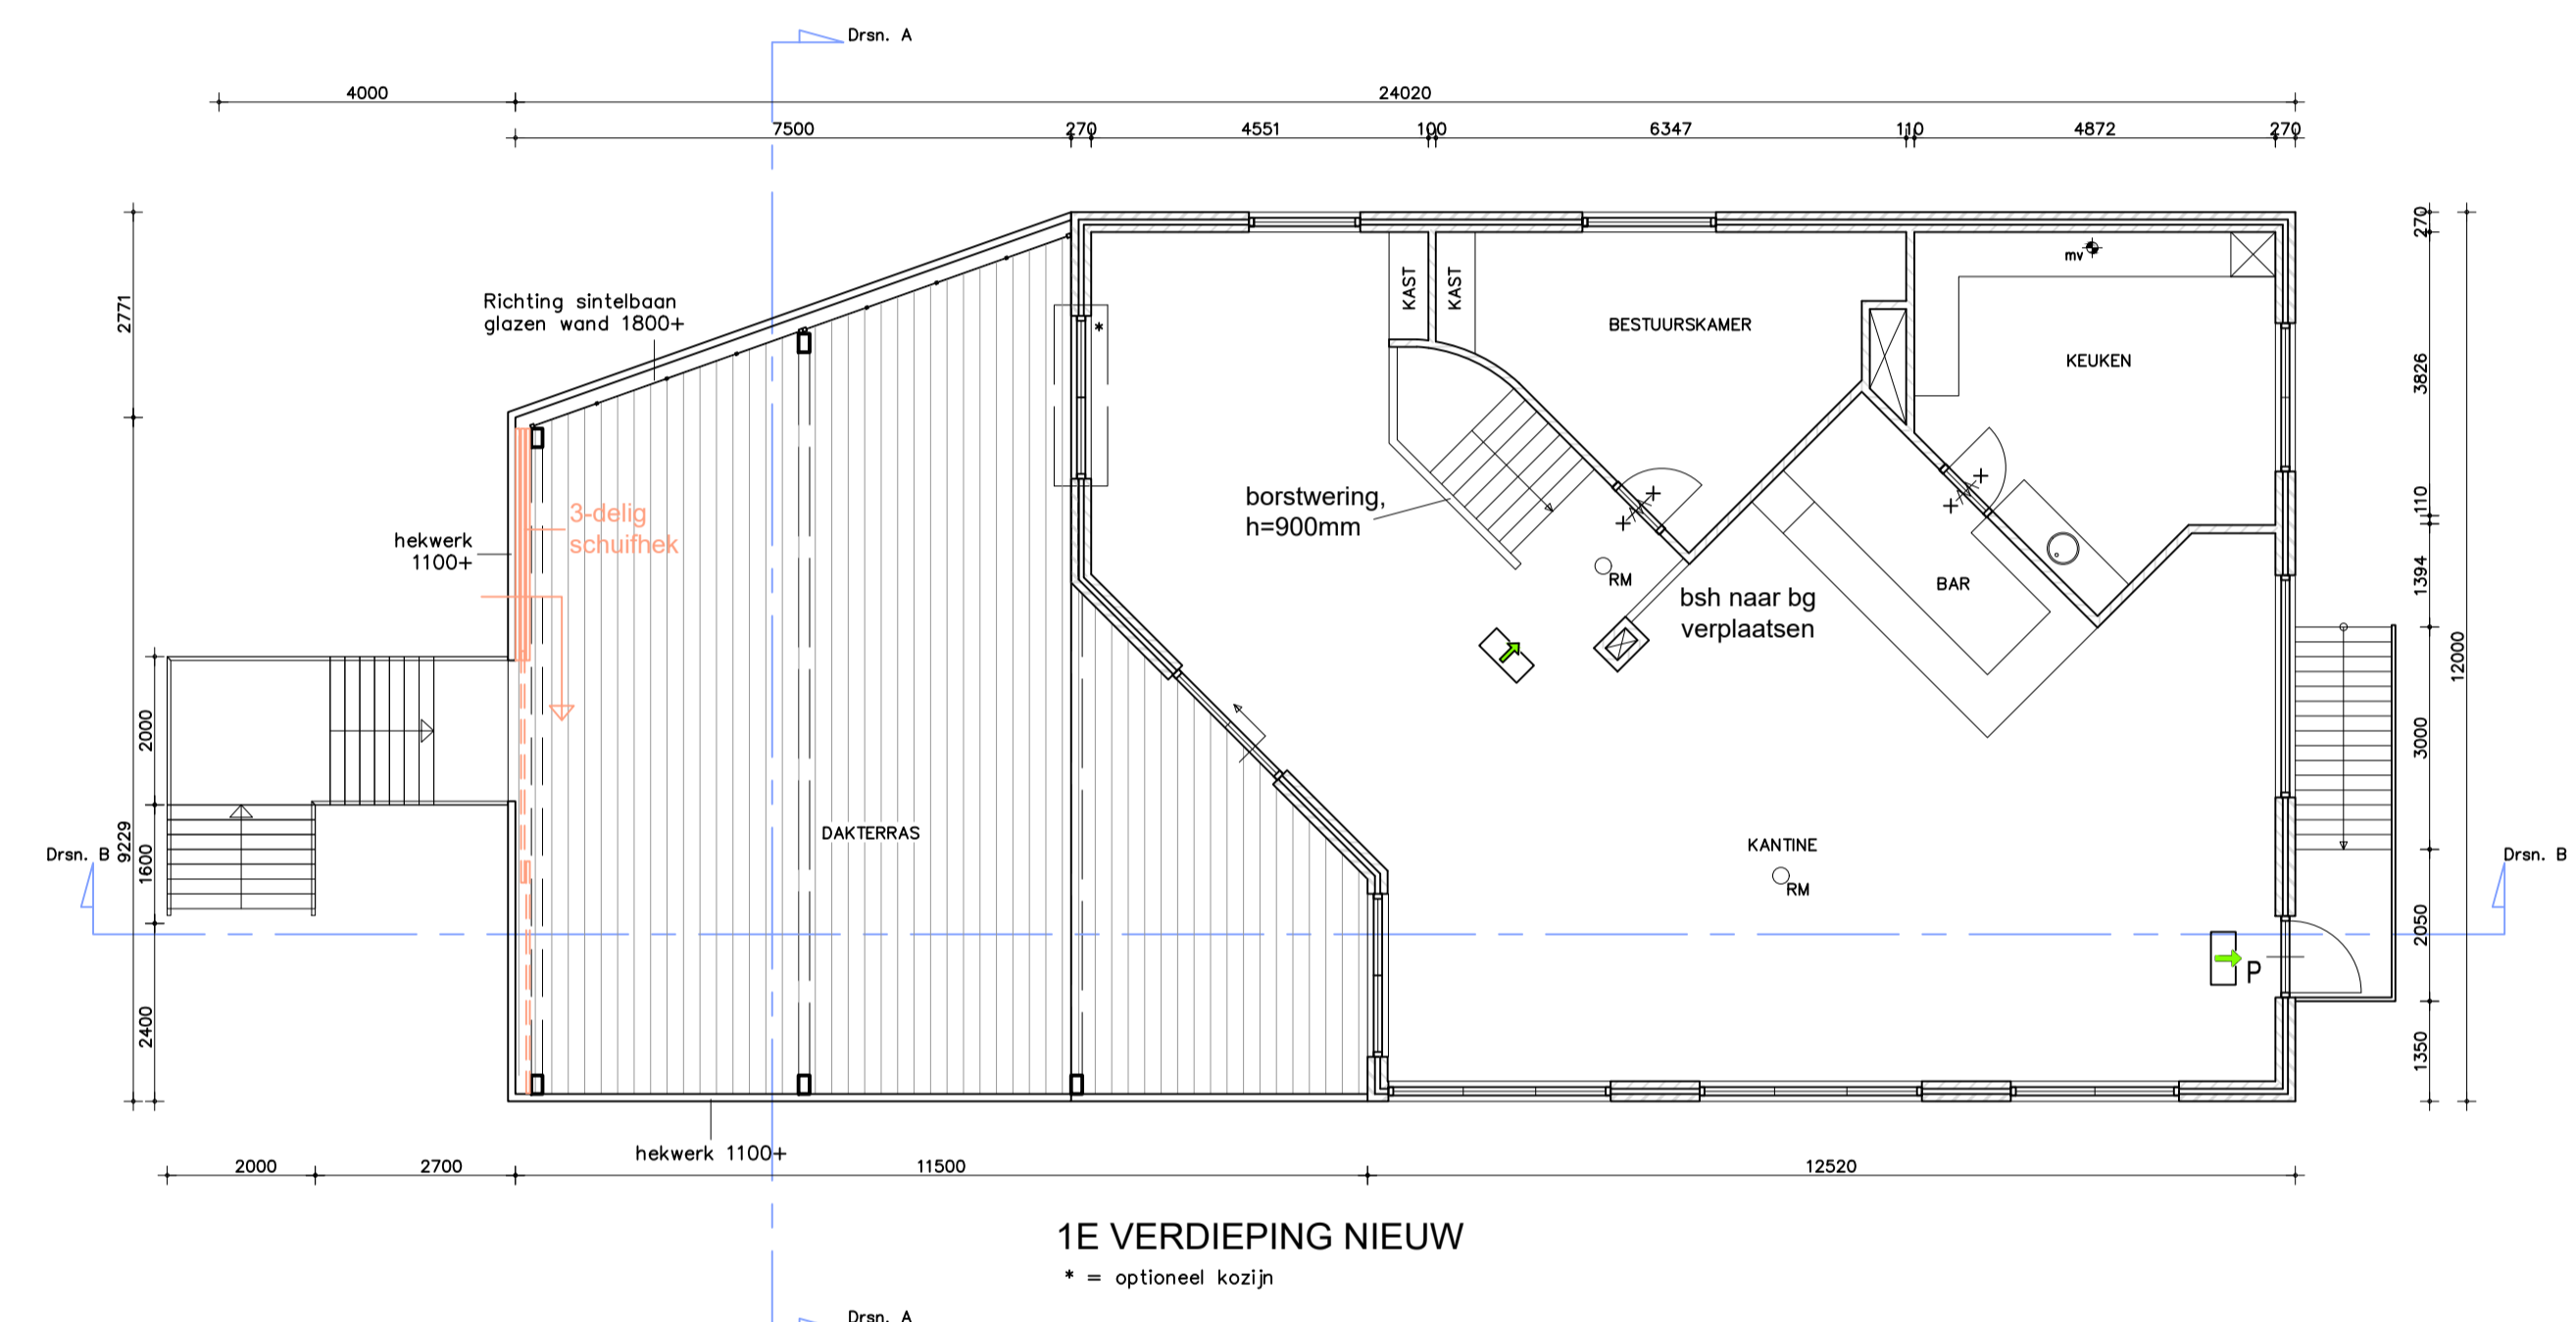 Drsn. A
4000
24020
7500
270
4551
100
6347
110
4872
270
2771
270
Richting sintelbaan
glazen wand 1800+
*
KAST
KAST
BESTUURSKAMER
mv
KEUKEN
3826
3-delig
schuifhek
hekwerk
1100+
borstwering,
h=900mm
110
RM
bsh naar bg
verplaatsen
BAR
1394
12000
2000
3000
DAKTERRAS
KANTINE
RM
Drsn. B
9229
1600
Drsn. B
2050
P
2400
1350
hekwerk 1100+
2000
2700
11500
12520
1E VERDIEPING NIEUW
* = optioneel kozijn
Drsn. A